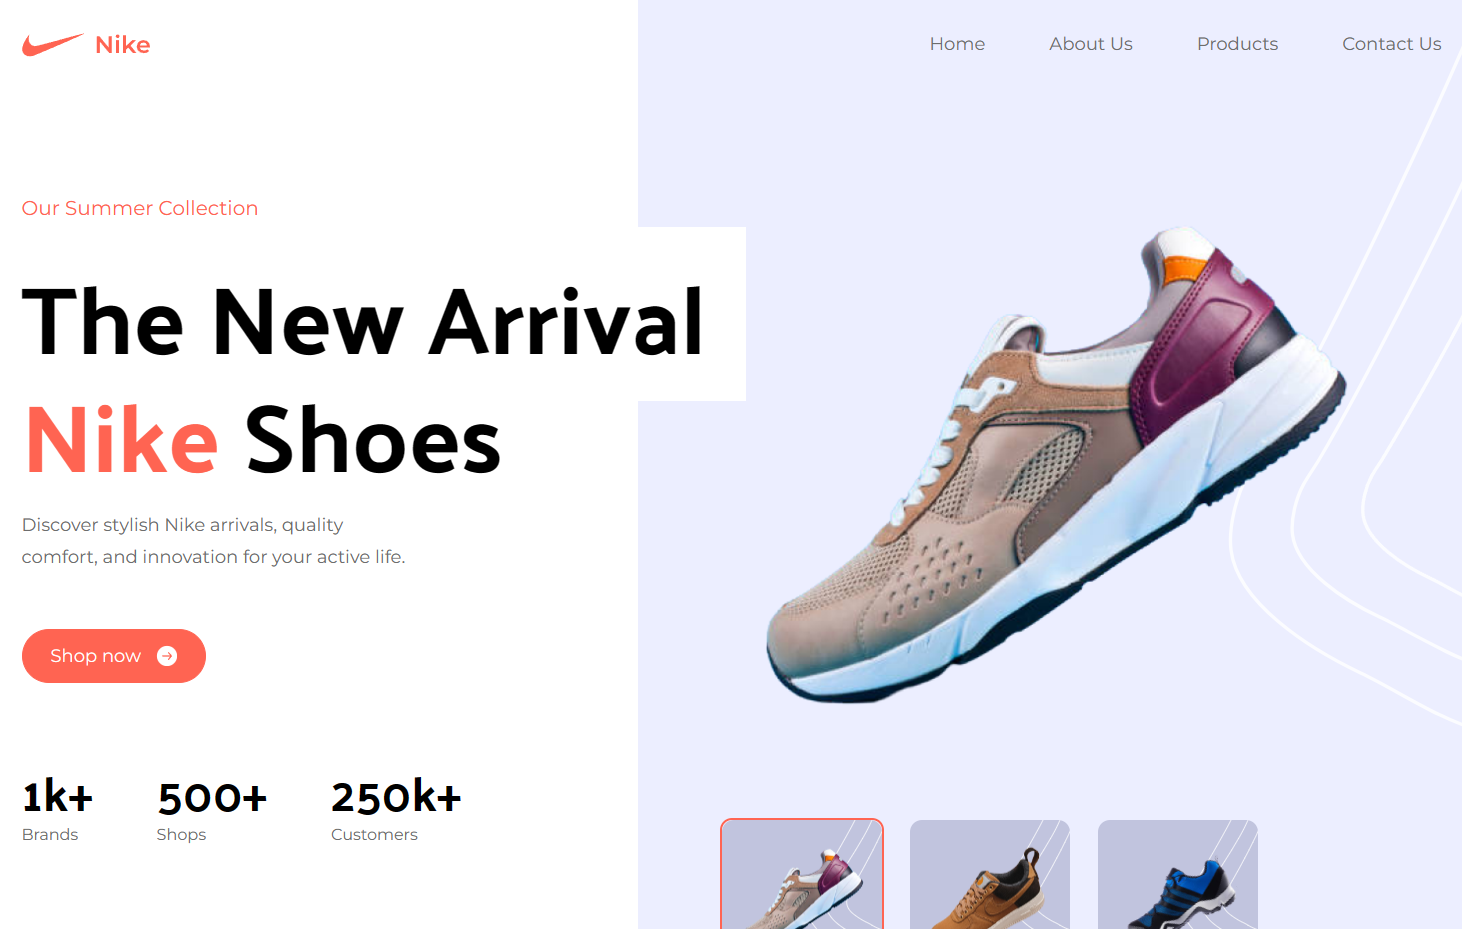 Nike
Home
About Us
Products
Contact Us
Our Summer Collection
The New Arrival
Nike Shoes
Discover stylish Nike arrivals, quality
comfort, and innovation for your active life.
Shop now
1k+
Brands
500+
Shops
250k+
Customers